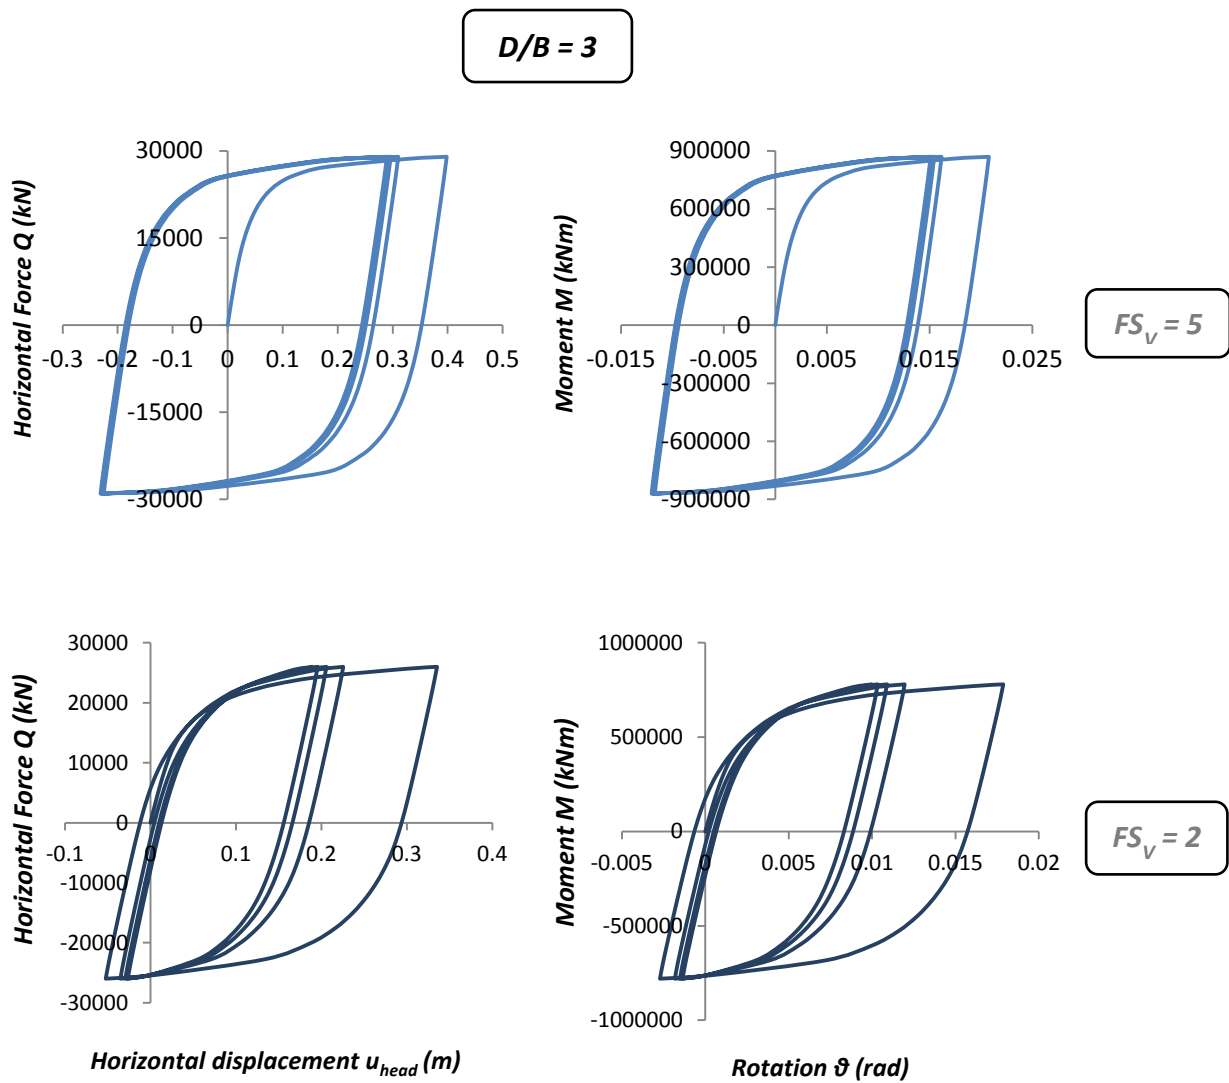 D/B = 3
Horizontal Force Q (kN)
30000
15000
0
-15000
-30000
-0.3 -0.2 -0.1 0 0.1 0.2 0.3 0.4 0.5
Moment M (kNm)
900000
600000
300000
0
-300000
-600000
-900000
-0.015 -0.005 0.005 0.015 0.025
FSV = 5
Horizontal Force Q (kN)
30000
20000
10000
0
-10000
-20000
-30000
-0.1 0 0.1 0.2 0.3 0.4
Horizontal displacement uhead (m)
Moment M (kNm)
1000000
500000
0
-500000
-1000000
-0.005 0 0.005 0.01 0.015 0.02
Rotation ϑ (rad)
FSV = 2